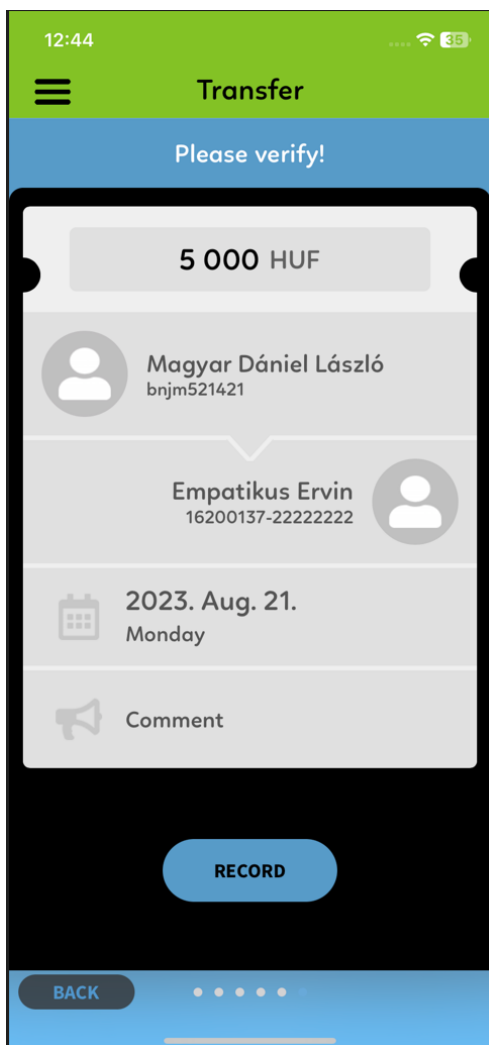 12:44
35
Transfer
Please verify!
5 000 HUF
Magyar Dániel László
bnjm521421
Empatikus Ervin
16200137-22222222
2023. Aug. 21.
Monday
Comment
RECORD
BACK